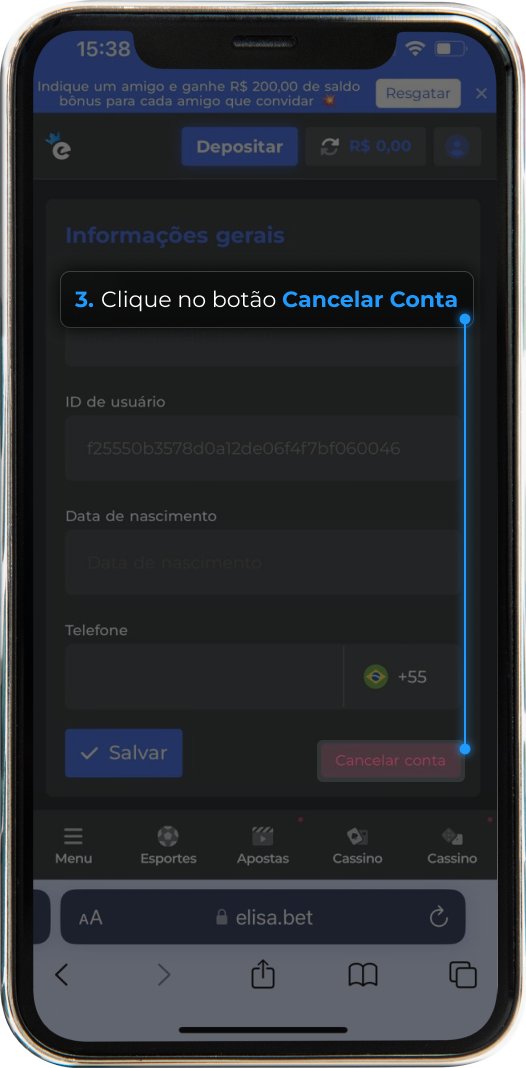 15:38
Indique um amigo e ganhe R$ 200,00 de saldo
bônus para cada amigo que convidar
Resgatar
e
Depositar
R$ 0,00
Informações gerais
3. Clique no botão Cancelar Conta
ID de usuário
f25550b3578d0a12de06f4f7bf060046
Data de nascimento
Data de nascimento
Telefone
+55
Salvar
Cancelar conta
Menu
Esportes
Apostas
Cassino
Cassino
AA
elisa.bet